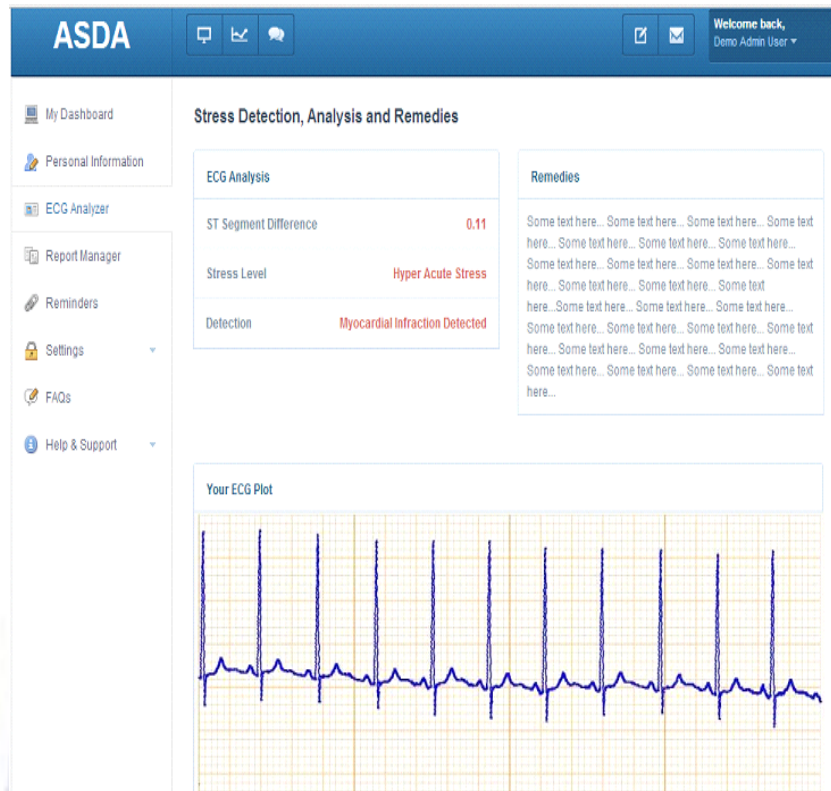 ASDA
Welcome back,
Demo Admin User
My Dashboard
Personal Information
ECG Analyzer
Report Manager
Reminders
Settings
FAQs
Help & Support
Stress Detection, Analysis and Remedies
ECG Analysis
ST Segment Difference 0.11
Stress Level Hyper Acute Stress
Detection Myocardial Infraction Detected
Remedies
Some text here... Some text here... Some text here... Some text
here... Some text here... Some text here... Some text here...
Some text here... Some text here... Some text here... Some text
here... Some text here... Some text here... Some text
here...Some text here... Some text here... Some text here...
Some text here... Some text here... Some text here... Some text
here... Some text here... Some text here... Some text here...
Some text here... Some text here... Some text here... Some text
here...
Your ECG Plot